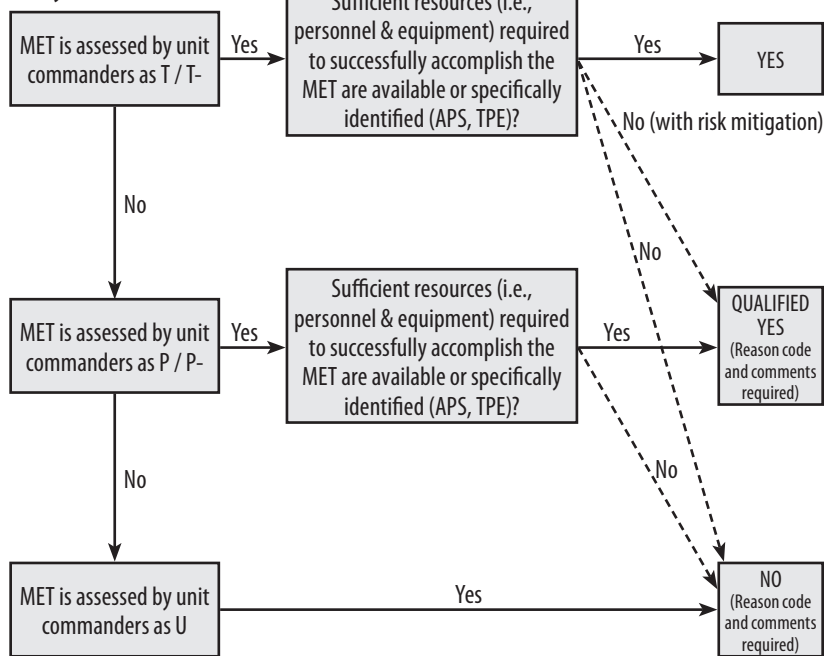 MET is assessed by unit
commanders as T / T-
Yes
Sufficient resources (i.e.,
personnel & equipment) required
to successfully accomplish the
MET are available or specifically
identified (APS, TPE)?
Yes
YES
No (with risk mitigation)
No
No
MET is assessed by unit
commanders as P / P-
Yes
Sufficient resources (i.e.,
personnel & equipment) required
to successfully accomplish the
MET are available or specifically
identified (APS, TPE)?
Yes
QUALIFIED
YES
(Reason code
and comments
required)
No
No
MET is assessed by unit
commanders as U
Yes
NO
(Reason code
and comments
required)